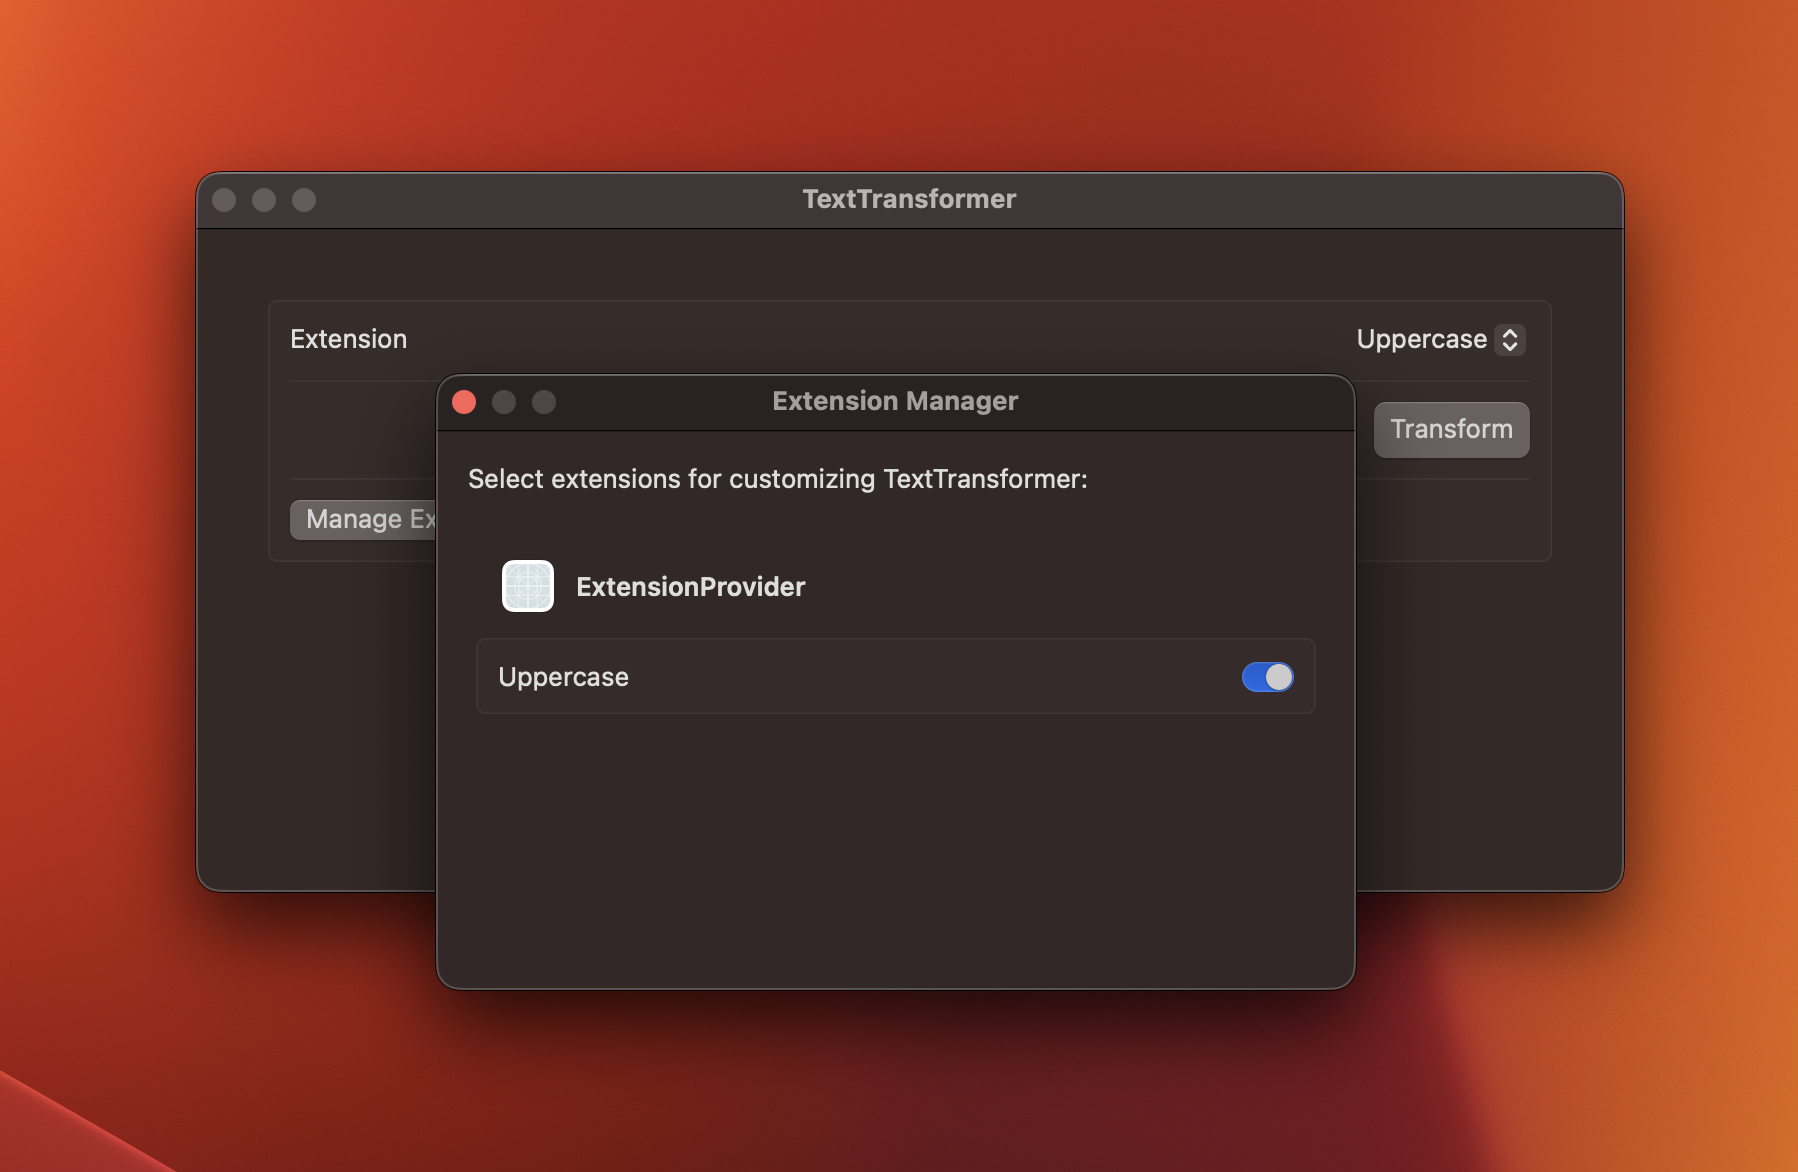 TextTransformer
Extension
Uppercase
Transform
Manage Ex
Extension Manager
Select extensions for customizing TextTransformer:
ExtensionProvider
Uppercase